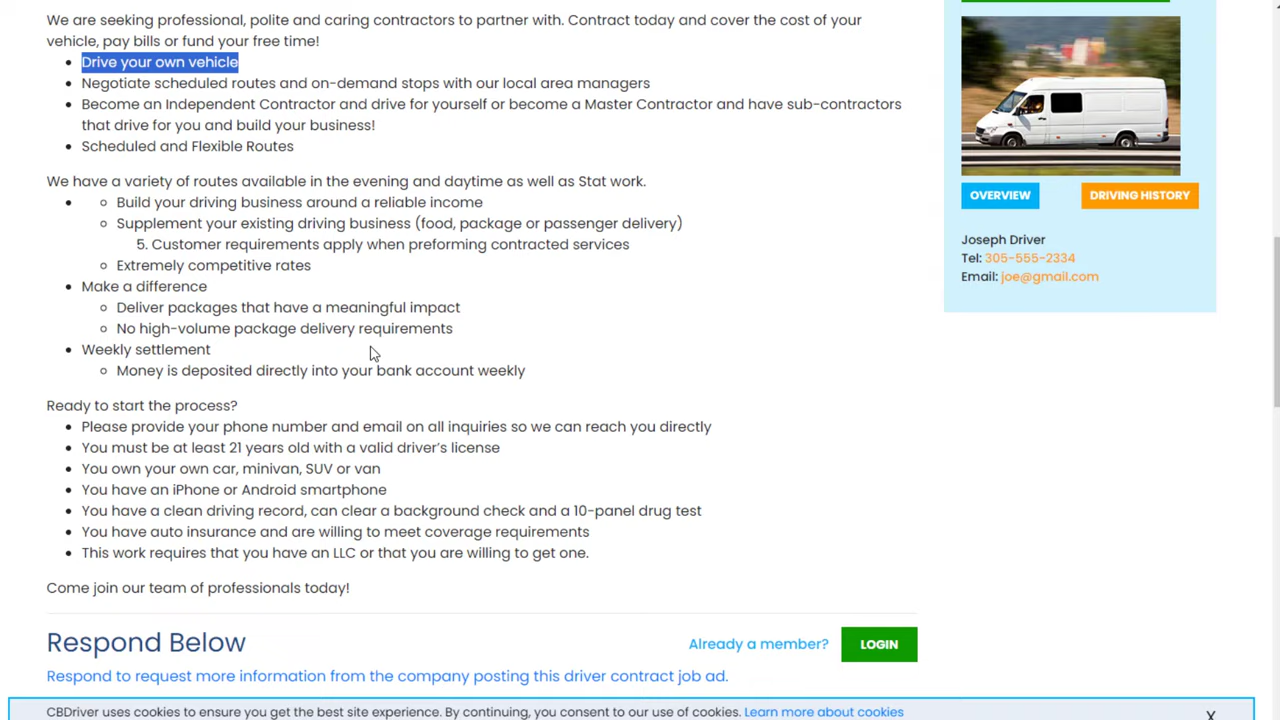 We are seeking professional, polite and caring contractors to partner with. Contract today and cover the cost of your
vehicle, pay bills or fund your free time!
Drive your own vehicle
Negotiate scheduled routes and on-demand stops with our local area managers
Become an Independent Contractor and drive for yourself or become a Master Contractor and have sub-contractors
that drive for you and build your business!
Scheduled and Flexible Routes
We have a variety of routes available in the evening and daytime as well as Stat work.
Build your driving business around a reliable income
Supplement your existing driving business (food, package or passenger delivery)
5. Customer requirements apply when preforming contracted services
Extremely competitive rates
Make a difference
Deliver packages that have a meaningful impact
No high-volume package delivery requirements
Weekly settlement
Money is deposited directly into your bank account weekly
Ready to start the process?
Please provide your phone number and email on all inquiries so we can reach you directly
You must be at least 21 years old with a valid driver's license
You own your own car, minivan, SUV or van
You have an iPhone or Android smartphone
You have a clean driving record, can clear a background check and a 10-panel drug test
You have auto insurance and are willing to meet coverage requirements
This work requires that you have an LLC or that you are willing to get one.
Come join our team of professionals today!
Respond Below
Already a member?
LOGIN
Respond to request more information from the company posting this driver contract job ad.
OVERVIEW
DRIVING HISTORY
Joseph Driver
Tel: 305-555-2334
Email: joe@gmail.com
CBDriver uses cookies to ensure you get the best site experience. By continuing, you consent to our use of cookies. Learn more about cookies
X